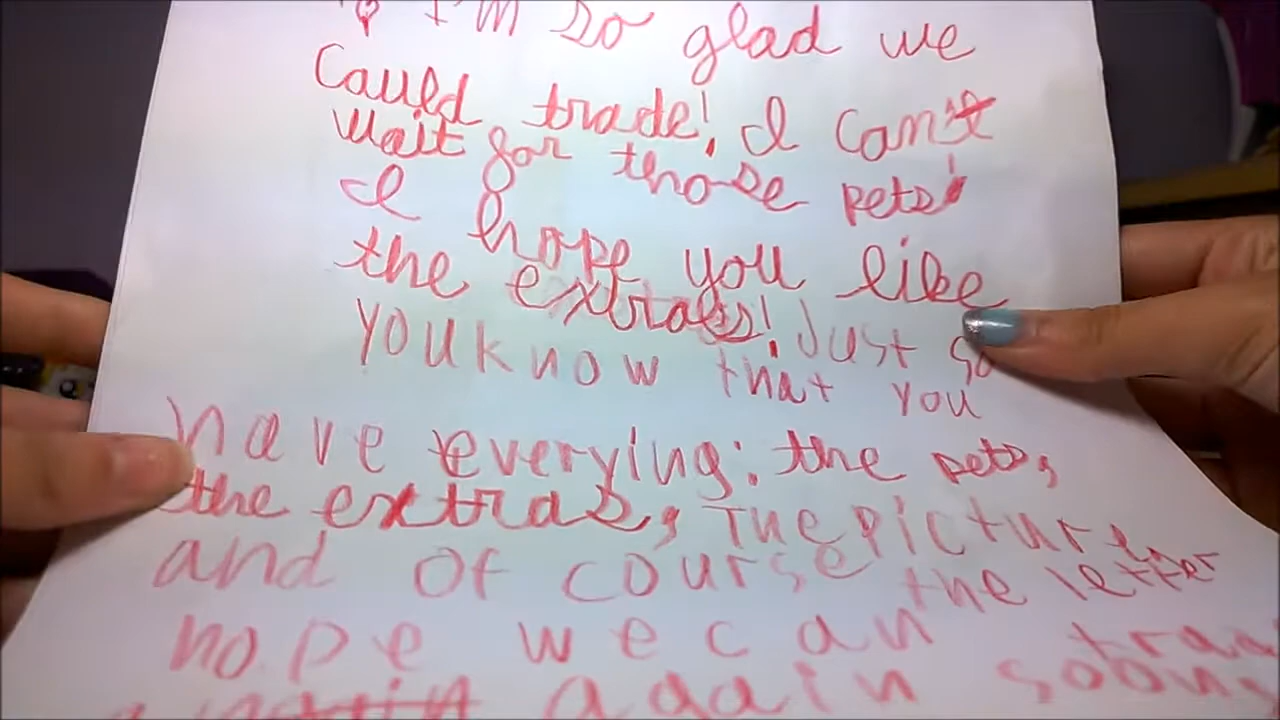 I'm so glad we
Could trade! I can't
wait for those pets!
I hope you like
the extras! Just so
you know that you
have everying: the pets,
the extras, The picture
and of course the letter
hope we can
again soon,